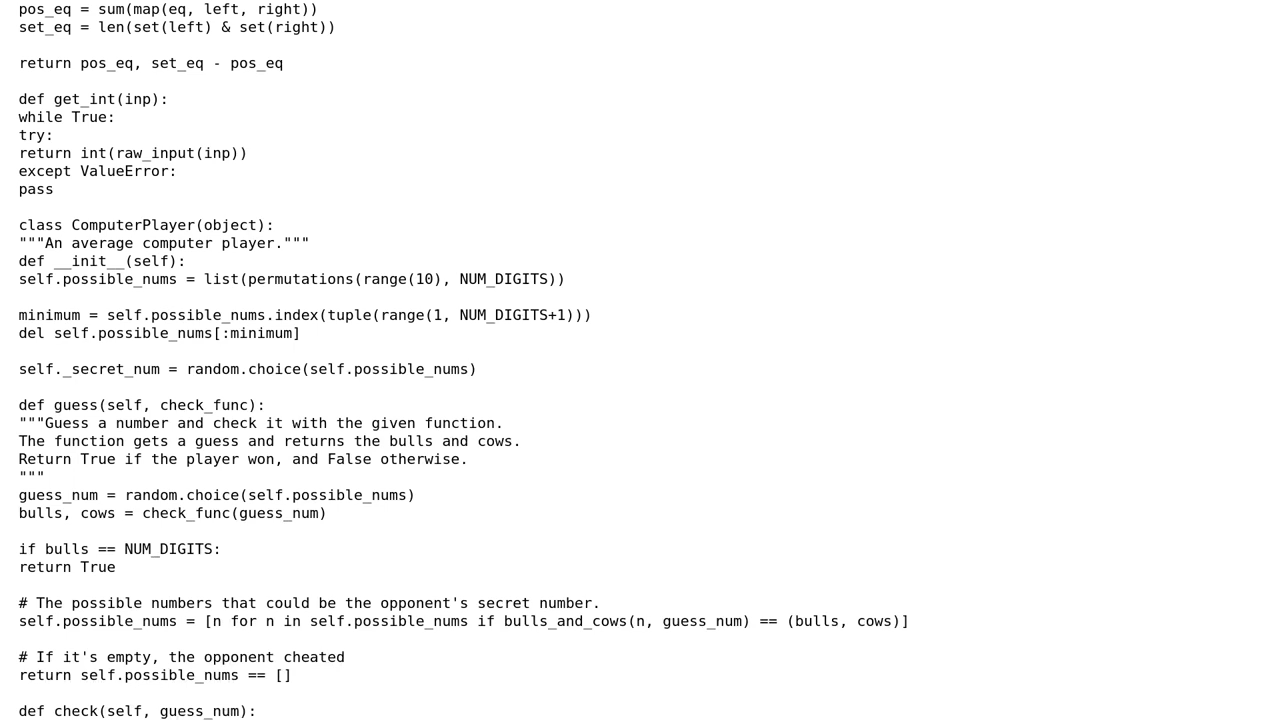 pos_eq = sum(map(eq, left, right))
set_eq = len(set(left) & set(right))

return pos_eq, set_eq - pos_eq

def get_int(inp):
while True:
try:
return int(raw_input(inp))
except ValueError:
pass

class ComputerPlayer(object):
"""An average computer player."""
def __init__(self):
self.possible_nums = list(permutations(range(10), NUM_DIGITS))

minimum = self.possible_nums.index(tuple(range(1, NUM_DIGITS+1)))
del self.possible_nums[:minimum]

self._secret_num = random.choice(self.possible_nums)

def guess(self, check_func):
"""Guess a number and check it with the given function.
The function gets a guess and returns the bulls and cows.
Return True if the player won, and False otherwise.
"""
guess_num = random.choice(self.possible_nums)
bulls, cows = check_func(guess_num)

if bulls == NUM_DIGITS:
return True

# The possible numbers that could be the opponent's secret number.
self.possible_nums = [n for n in self.possible_nums if bulls_and_cows(n, guess_num) == (bulls, cows)]

# If it's empty, the opponent cheated
return self.possible_nums == []

def check(self, guess_num):